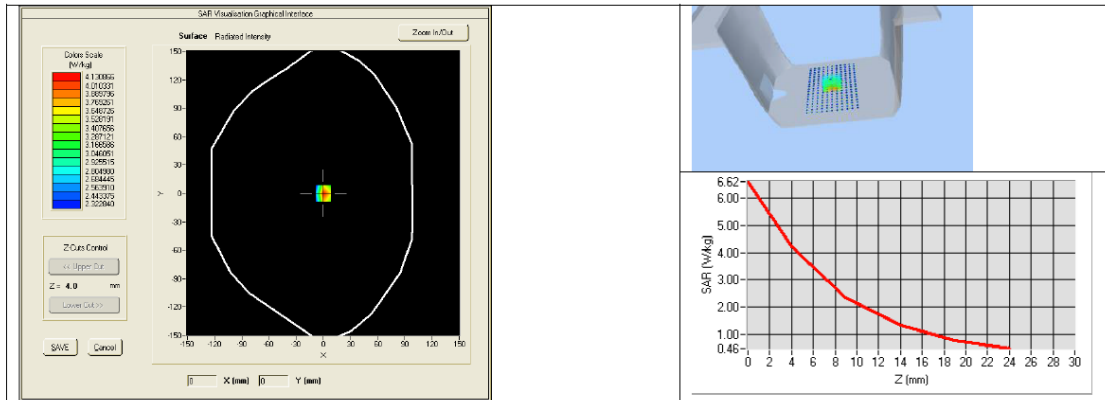 SAR Visualisation Graphical Interface
Surface Radiated Intensity
Zoom In/Out
Colors Scale
(W/kg)
4.130866
4.010331
3.889796
3.769261
3.648726
3.528191
3.407656
3.287121
3.166586
3.046051
2.925515
2.804980
2.684445
2.563910
2.443375
2.322840
150
120
90
60
30
Y
0
-30
-60
-90
-120
-150
-150 -120 -90 -60 -30 0 30 60 90 120 150
X
Z Cuts Control
<< Upper Cut
Z = 4.0 mm
Lower Cut >>
SAVE Cancel
0 X (mm) 0 Y (mm)
6.62
6.00
5.00
4.00
3.00
2.00
1.00
0.46
SAR (W/kg)
0 2 4 6 8 10 12 14 16 18 20 22 24 26 28 30
Z (mm)